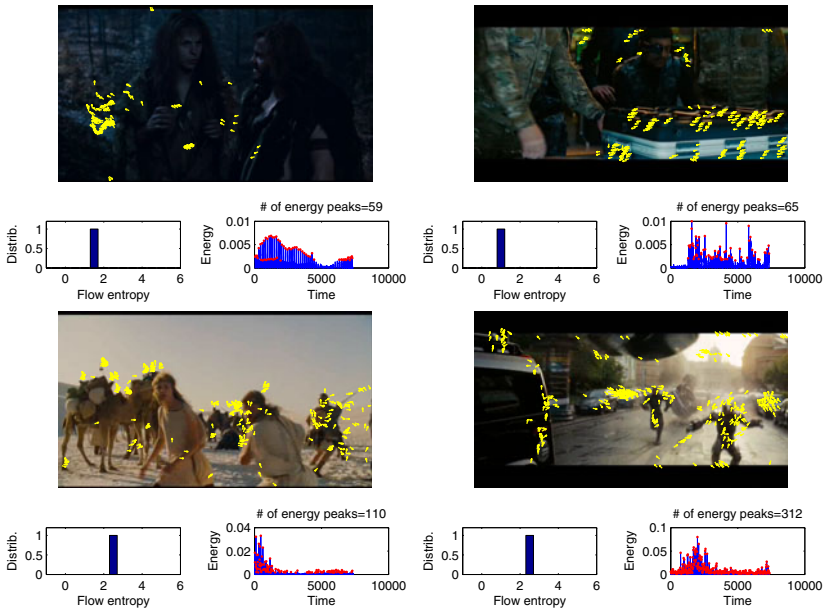 # of energy peaks=59
Distrib.
1
0.5
0
0 2 4 6
Flow entropy
Energy
0.01
0.005
0
0 5000 10000
Time
# of energy peaks=65
Distrib.
1
0.5
0
0 2 4 6
Flow entropy
Energy
0.01
0.005
0
0 5000 10000
Time
# of energy peaks=110
Distrib.
1
0.5
0
0 2 4 6
Flow entropy
Energy
0.04
0.02
0
0 5000 10000
Time
# of energy peaks=312
Distrib.
1
0.5
0
0 2 4 6
Flow entropy
Energy
0.1
0.05
0
0 5000 10000
Time